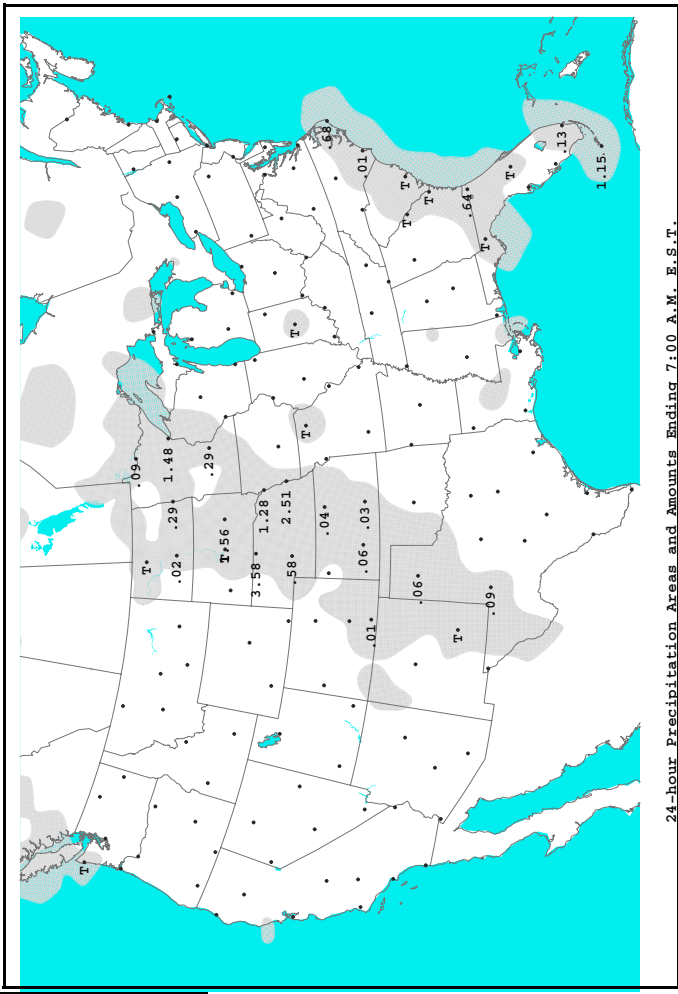 T
.09
T
1.48
.29
.02
.29
T
.56
3.58
1.28
2.51
.58
T
T
.04
.68
.01
.06
.03
.01
T
T
.06
T
T
.64
T
.09
T
.13
1.15
24-hour Precipitation Areas and Amounts Ending 7:00 A.M. E.S.T.